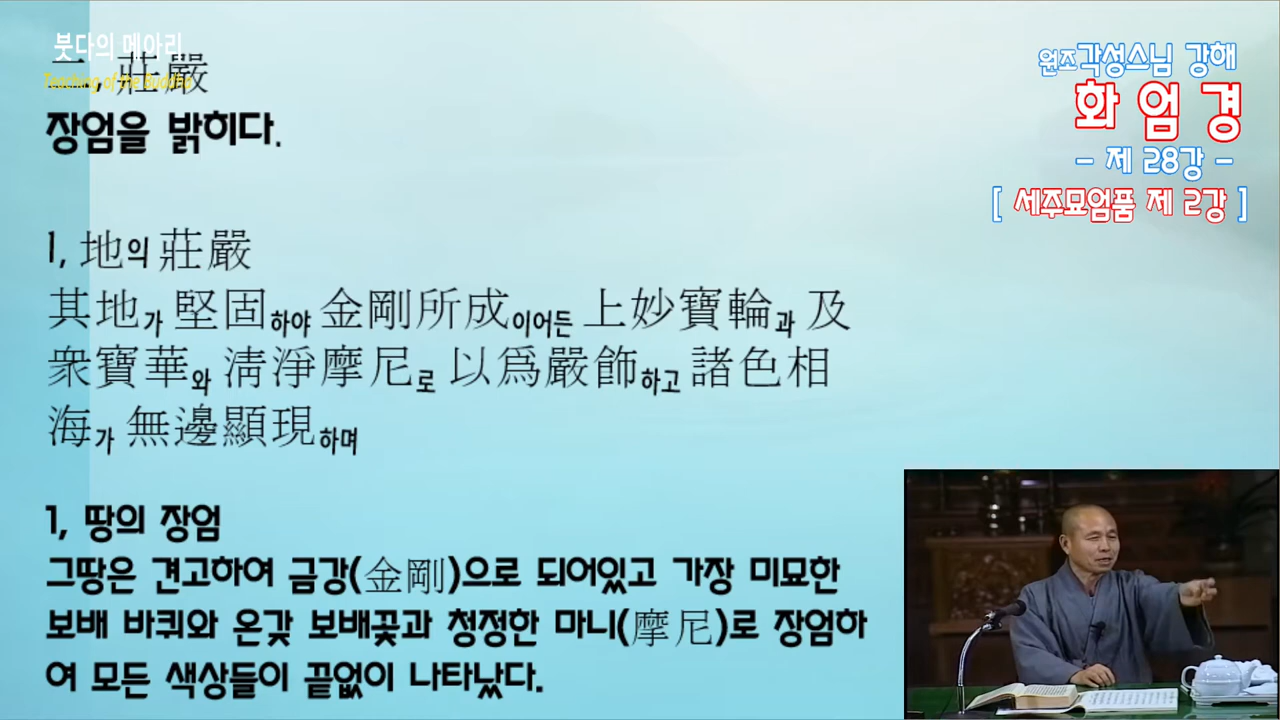 붓다의 메아리
Teaching of the Buddha
二, 莊嚴
장엄을 밝히다.
원조각성스님 강해
화엄경
- 제 28강 -
[ 세주묘엄품 제 2강 ]
1, 地의 莊嚴
其地가 堅固하야 金剛所成이어든 上妙寶輪과 及
衆寶華와 淸淨摩尼로 以爲嚴飾하고 諸色相
海가 無邊顯現하며
1, 땅의 장엄
그땅은 견고하여 금강(金剛)으로 되어있고 가장 미묘한
보배 바퀴와 온갖 보배꽃과 청정한 마니(摩尼)로 장엄하
여 모든 색상들이 끝없이 나타났다.